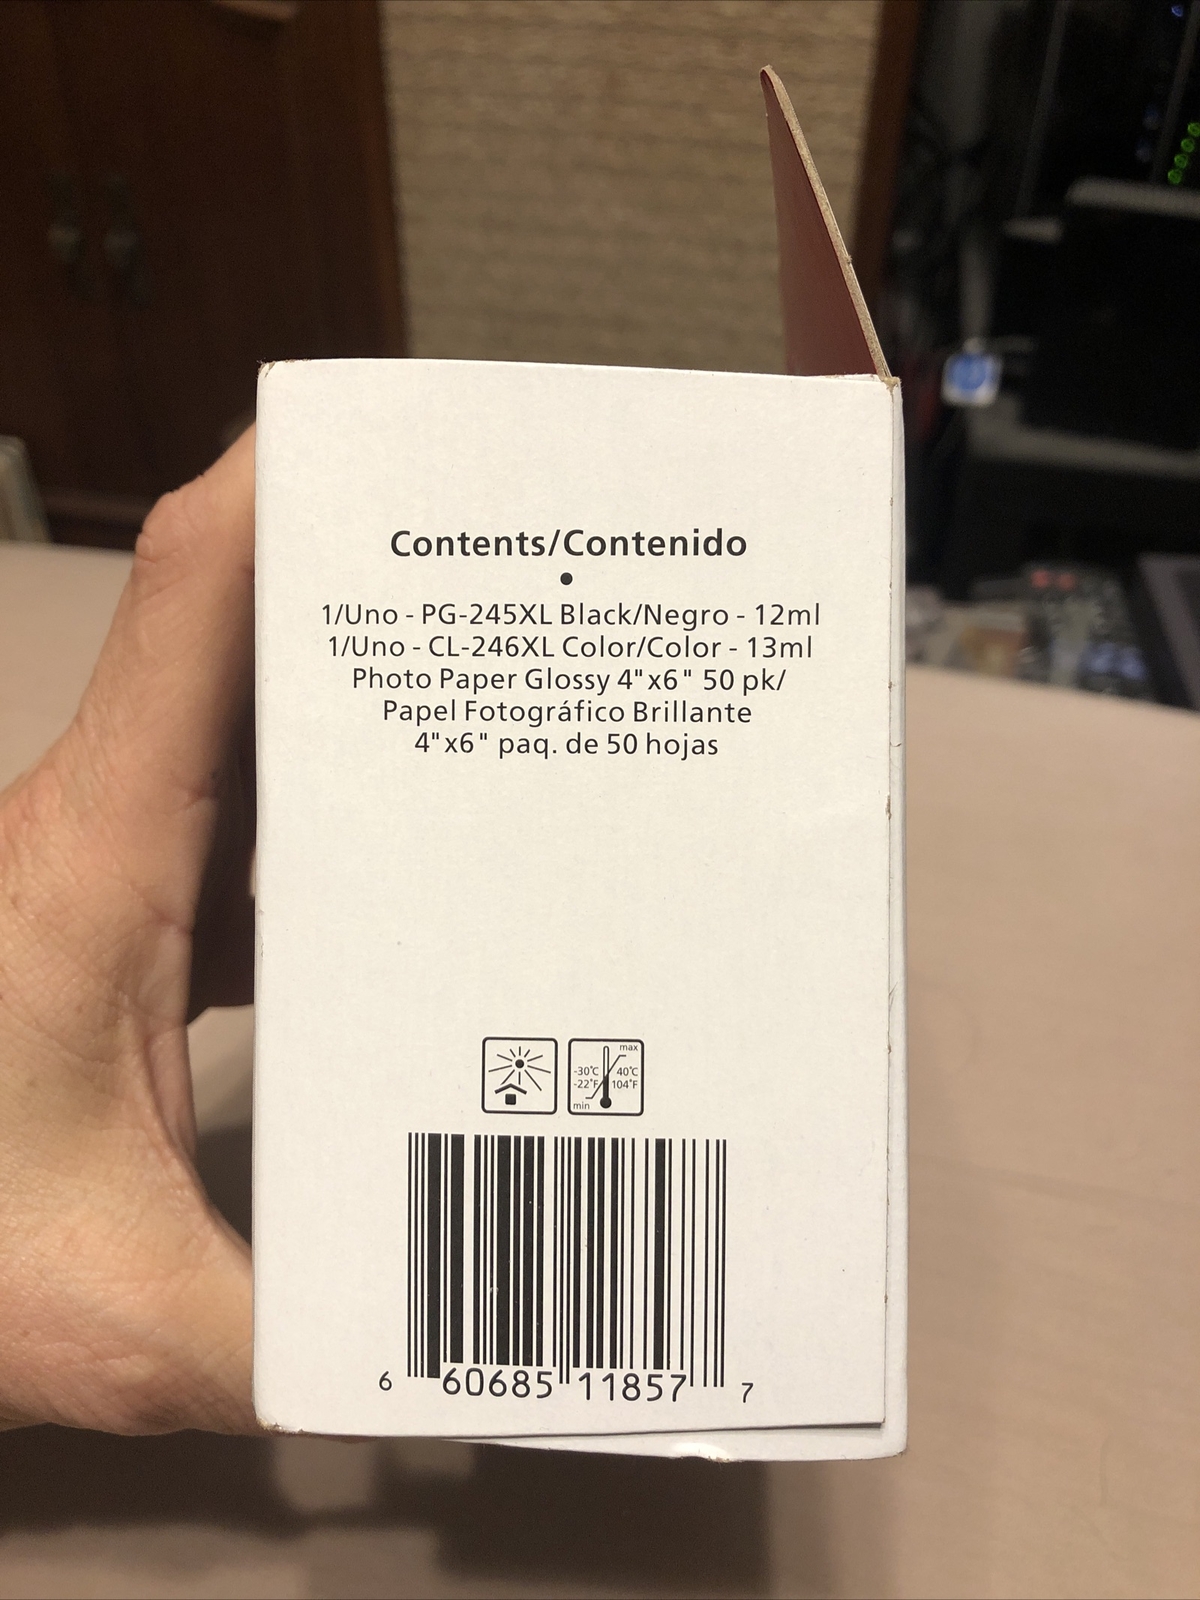 Contents/Contenido
•
1/Uno - PG-245XL Black/Negro - 12ml
1/Uno - CL-246XL Color/Color - 13ml
Photo Paper Glossy 4"x6" 50 pk/
Papel Fotográfico Brillante
4"x6" paq. de 50 hojas
max
-30°C 40°C
-22°F 104°F
min
6 60685 11857 7